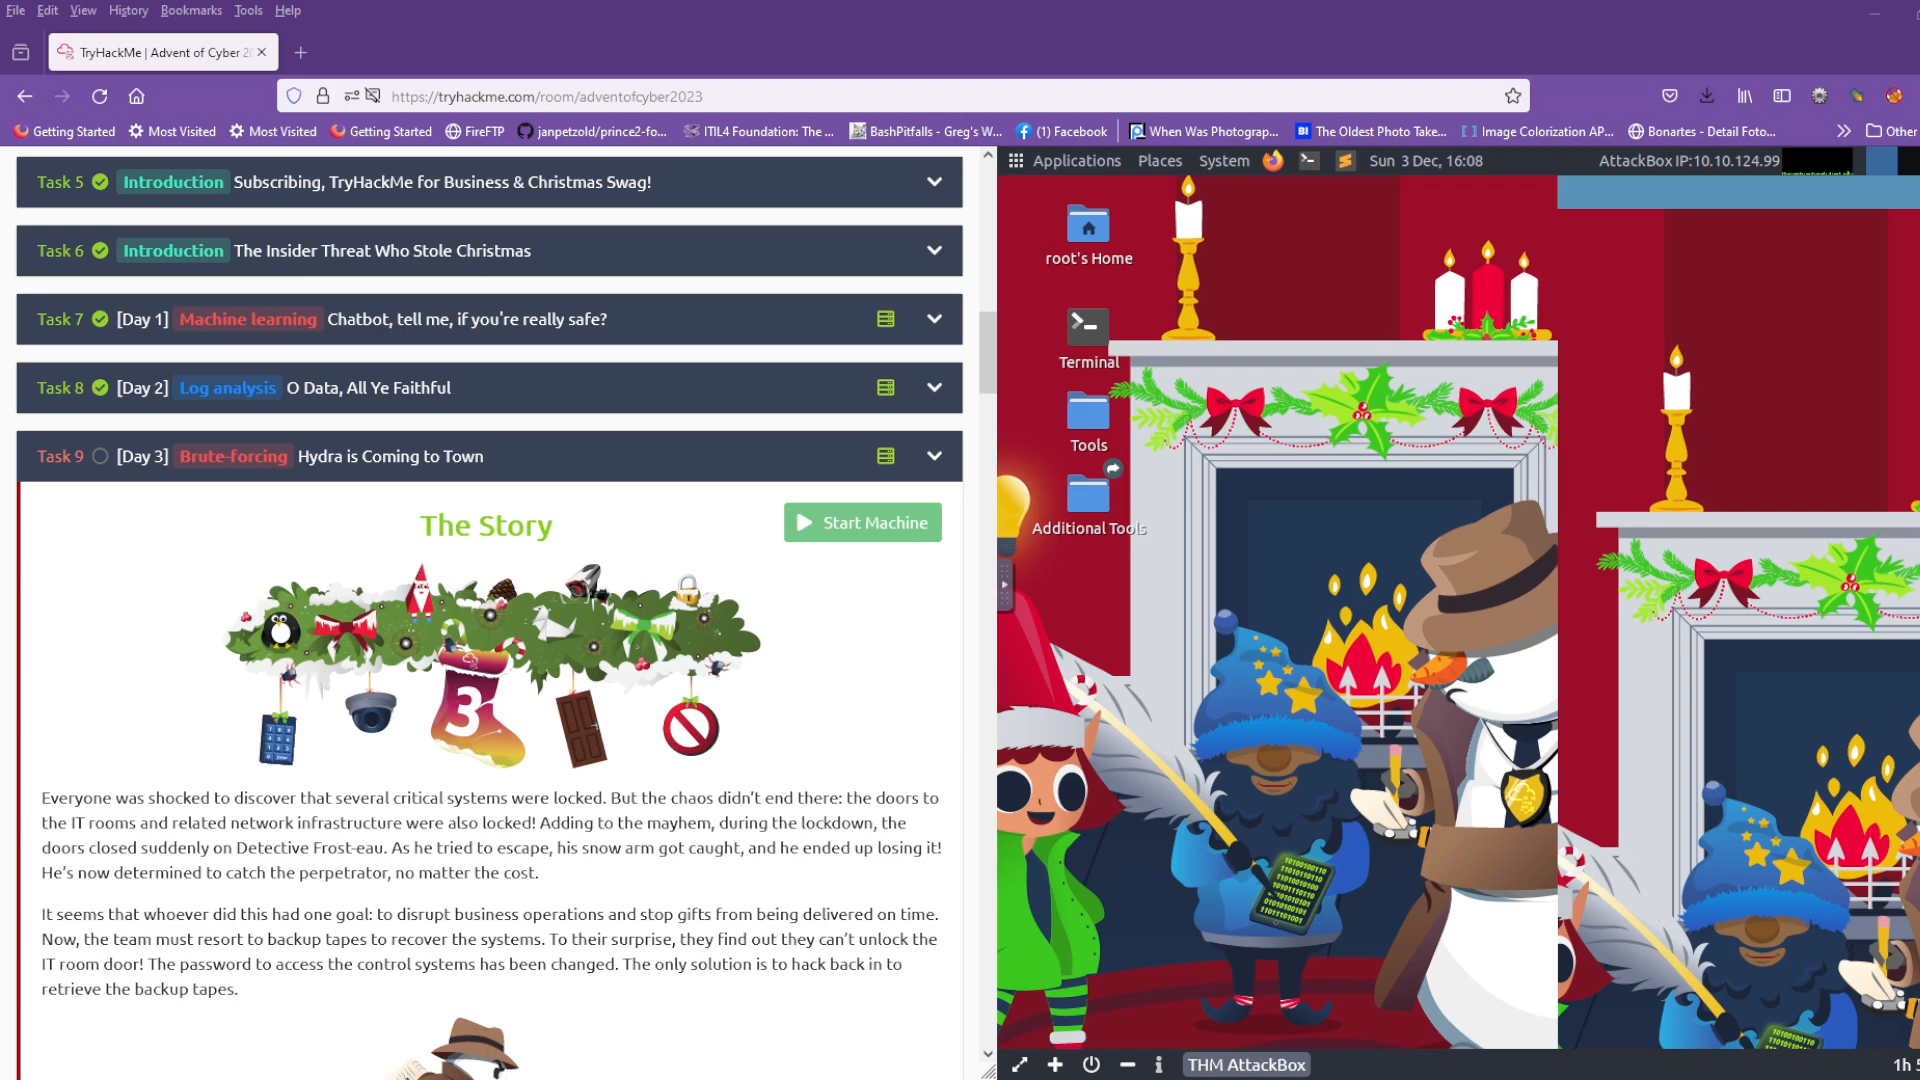 File Edit View History Bookmarks Tools Help
TryHackMe | Advent of Cyber 20
https://tryhackme.com/room/adventofcyber2023
Getting Started Most Visited Most Visited Getting Started FireFTP janpetzold/prince2-fo... ITIL4 Foundation: The ... BashPitfalls - Greg's W... (1) Facebook When Was Photograp... The Oldest Photo Take... Image Colorization AP... Bonartes - Detail Foto... Other
Applications Places System Sun 3 Dec, 16:08 AttackBox IP:10.10.124.99
Task 5 Introduction Subscribing, TryHackMe for Business & Christmas Swag!
Task 6 Introduction The Insider Threat Who Stole Christmas
Task 7 [Day 1] Machine learning Chatbot, tell me, if you're really safe?
Task 8 [Day 2] Log analysis O Data, All Ye Faithful
Task 9 [Day 3] Brute-forcing Hydra is Coming to Town
The Story
Start Machine
3
Everyone was shocked to discover that several critical systems were locked. But the chaos didn't end there: the doors to
the IT rooms and related network infrastructure were also locked! Adding to the mayhem, during the lockdown, the
doors closed suddenly on Detective Frost-eau. As he tried to escape, his snow arm got caught, and he ended up losing it!
He's now determined to catch the perpetrator, no matter the cost.
It seems that whoever did this had one goal: to disrupt business operations and stop gifts from being delivered on time.
Now, the team must resort to backup tapes to recover the systems. To their surprise, they find out they can't unlock the
IT room door! The password to access the control systems has been changed. The only solution is to hack back in to
retrieve the backup tapes.
root's Home
Terminal
Tools
Additional Tools
THM AttackBox
1h